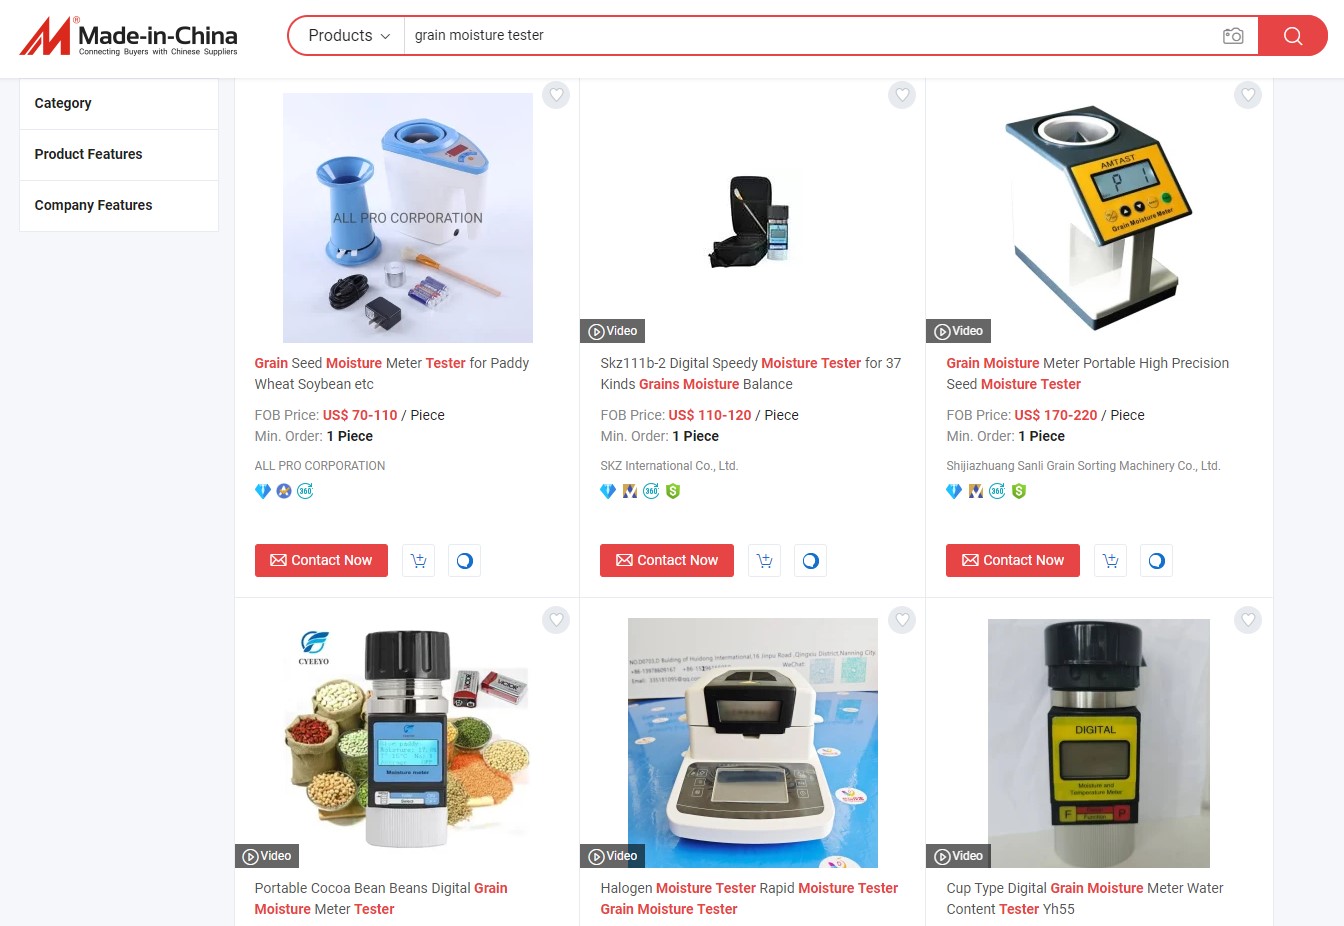 Made-in-China
Connecting Buyers with Chinese Suppliers
Products
grain moisture tester
Category
Product Features
Company Features
ALL PRO CORPORATION
Grain Seed Moisture Meter Tester for Paddy
Wheat Soybean etc
FOB Price: US$ 70-110 / Piece
Min. Order: 1 Piece
ALL PRO CORPORATION
360°
Contact Now
Video
Skz111b-2 Digital Speedy Moisture Tester for 37
Kinds Grains Moisture Balance
FOB Price: US$ 110-120 / Piece
Min. Order: 1 Piece
SKZ International Co., Ltd.
360°
Contact Now
AMTAST
P 1
Grain Moisture Meter
Video
Grain Moisture Meter Portable High Precision
Seed Moisture Tester
FOB Price: US$ 170-220 / Piece
Min. Order: 1 Piece
Shijiazhuang Sanli Grain Sorting Machinery Co., Ltd.
360°
Contact Now
CYEEYO
Moisture meter
Select
Video
Portable Cocoa Bean Beans Digital Grain
Moisture Meter Tester
WeChat
Video
Halogen Moisture Tester Rapid Moisture Tester
Grain Moisture Tester
DIGITAL
Moisture and
Temperature Meter
F
Function
P
Video
Cup Type Digital Grain Moisture Meter Water
Content Tester Yh55